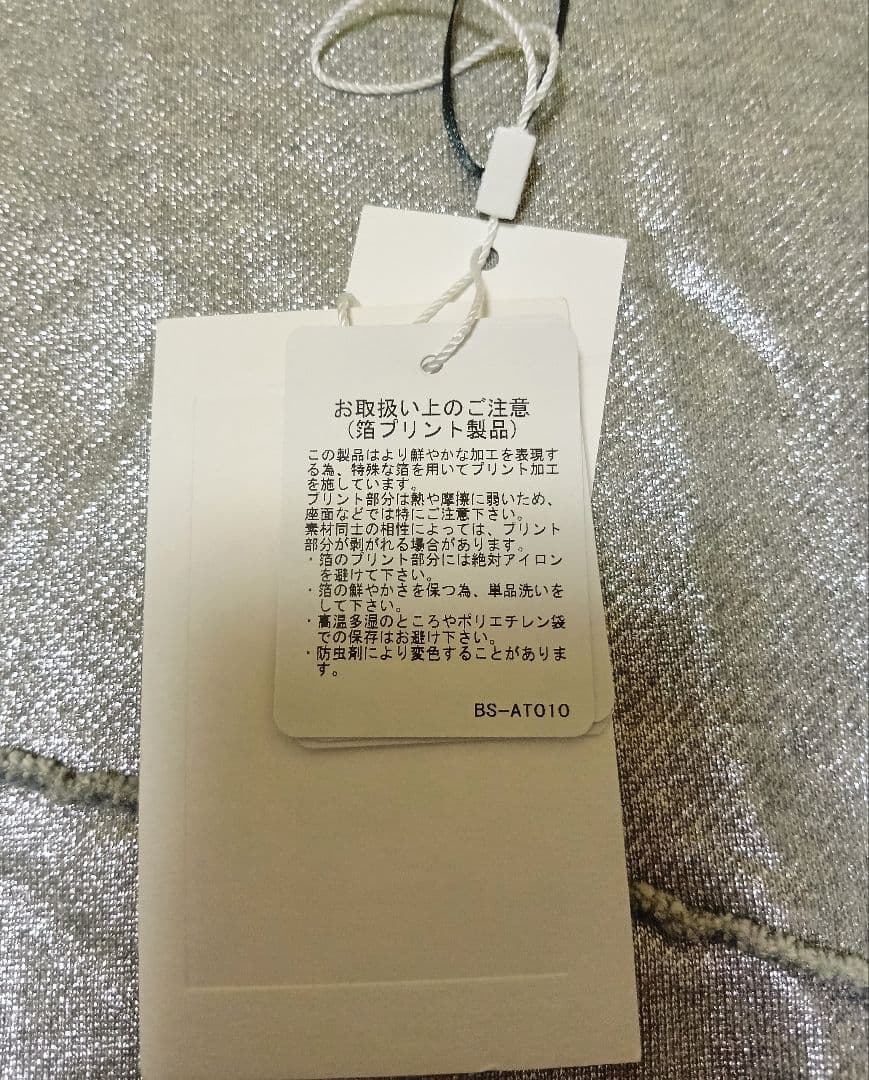 お取扱い上のご注意
(箔プリント製品)
この製品はより鮮やかな加工を表現す
る為、特殊な箔を用いてプリント加工
を施しています。
プリント部分は熱や摩擦に弱いため、
座面などでは特にご注意下さい。
素材同士の相性によっては、プリント
部分が剥がれる場合があります。
・箔のプリント部分には絶対アイロン
を避けて下さい。
・箔の鮮やかさを保つ為、単品洗いを
して下さい。
・高温多湿のところやポリエチレン袋
での保存はお避け下さい。
・防虫剤により変色することがありま
す。
BS-AT010